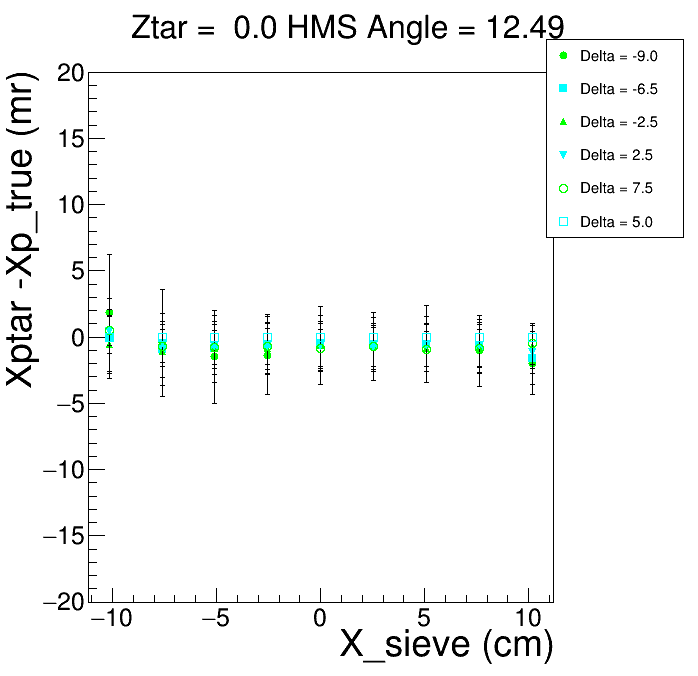 Ztar =  0.0 HMS Angle = 12.49
Delta = -9.0
Delta = -6.5
Delta = -2.5
Delta = 2.5
Delta = 7.5
Delta = 5.0
Xptar -Xp_true (mr)
20
15
10
5
0
−5
−10
−15
−20
−10 −5 0 5 10
X_sieve (cm)